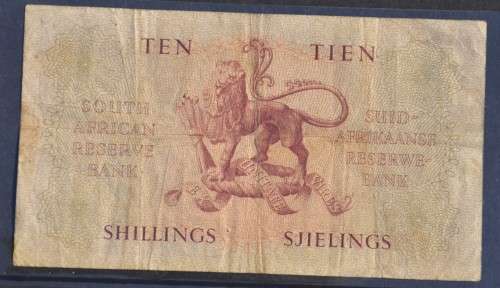 TEN TIEN
SOUTH
AFRICAN
RESERVE
BANK
SUID-
AFRIKAANSE
RESERWE-
BANK
SHILLINGS SJIELINGS